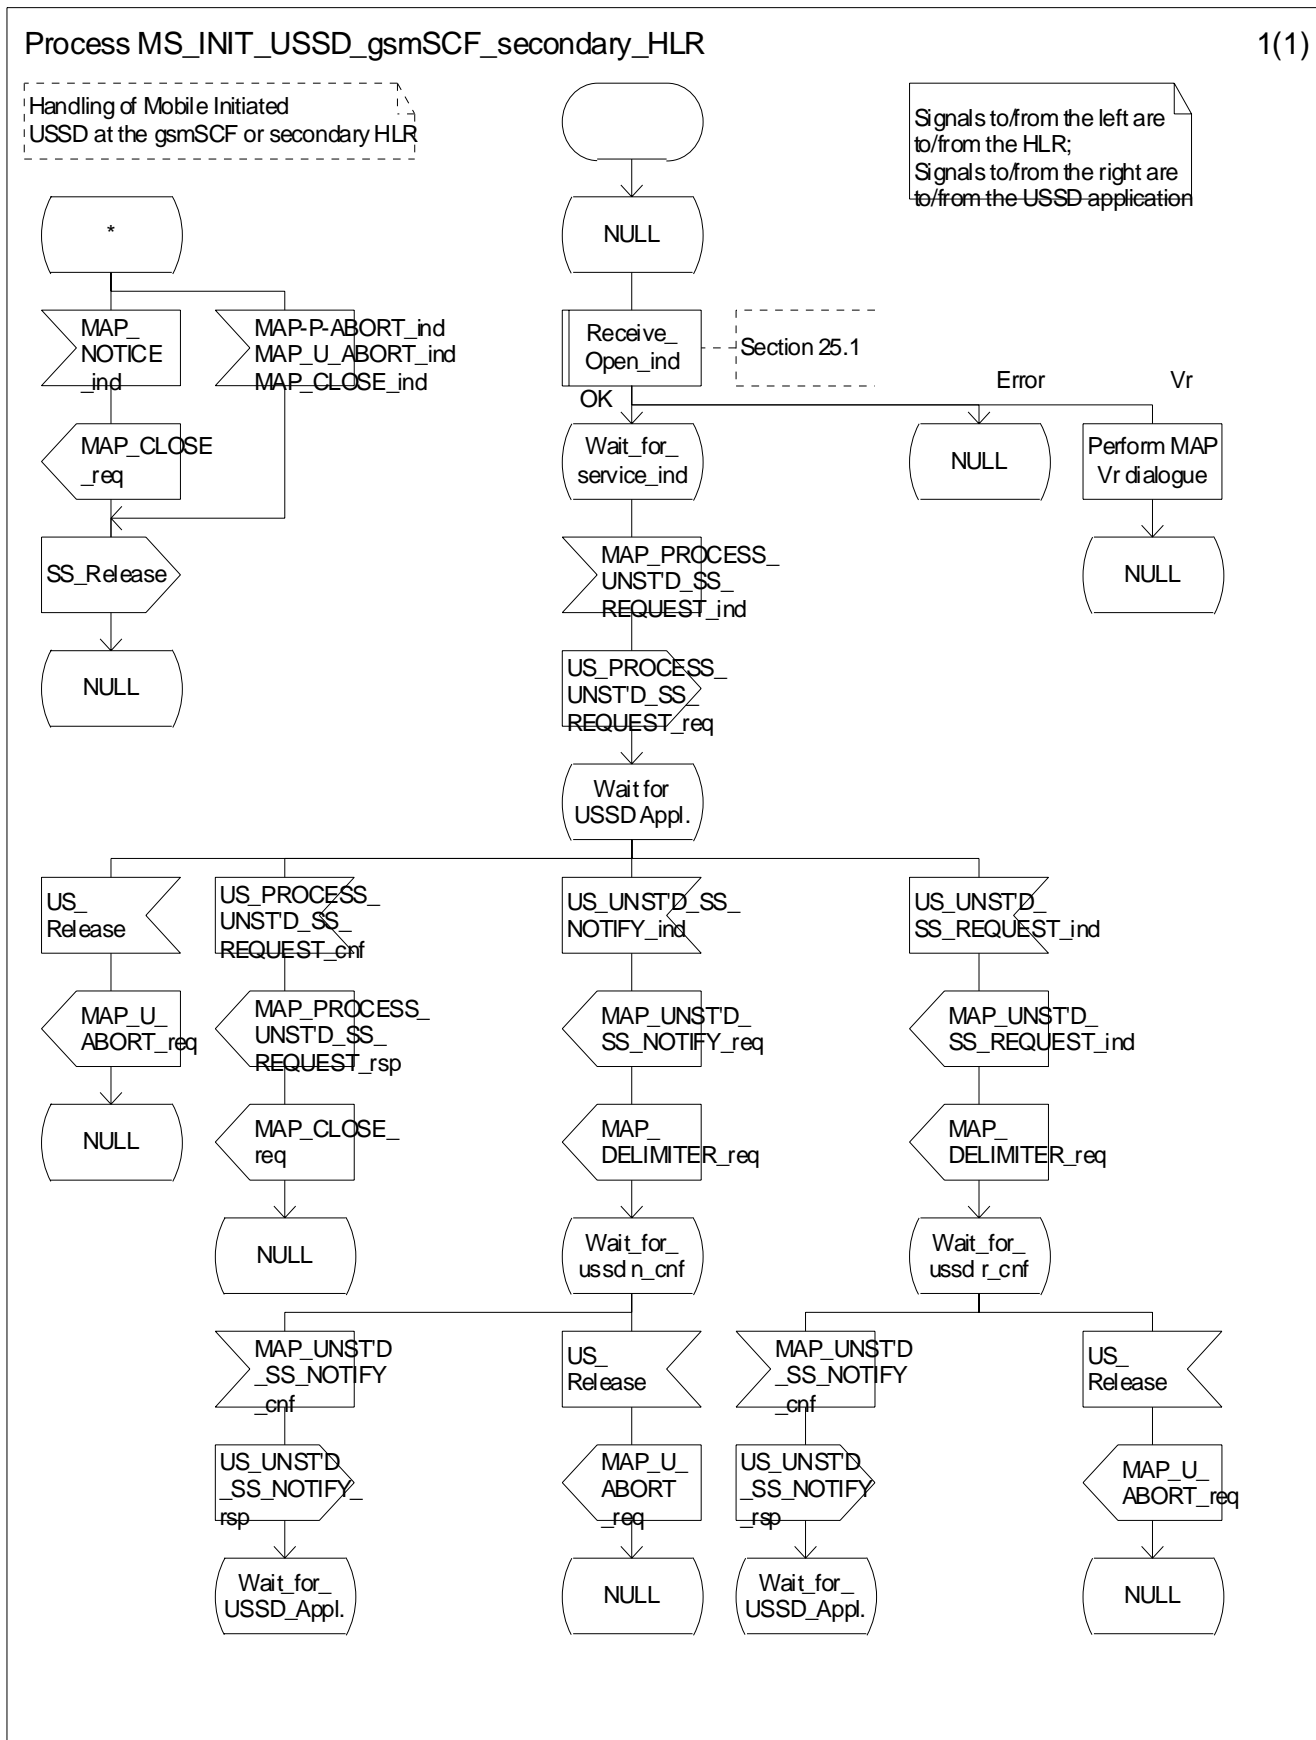 Process MS_INIT_USSD_gsmSCF_secondary_HLR
1(1)
Handling of Mobile Initiated
USSD at the gsmSCF or secondary HLR
Signals to/from the left are
to/from the HLR;
Signals to/from the right are
to/from the USSD application
*
NULL
MAP_
NOTICE
_ind
MAP-P-ABORT_ind
MAP_U_ABORT_ind
MAP_CLOSE_ind
Receive_
Open_ind
Section 25.1
OK
Error
Vr
MAP_CLOSE
_req
Wait_for_
service_ind
NULL
Perform MAP
Vr dialogue
SS_Release
MAP_PROCESS_
UNST'D_SS_
REQUEST_ind
NULL
NULL
US_PROCESS_
UNST'D_SS_
REQUEST_req
Wait for
USSD Appl.
US_
Release
US_PROCESS_
UNST'D_SS_
REQUEST_cnf
US_UNST'D_SS_
NOTIFY_ind
US_UNST'D_
SS_REQUEST_ind
MAP_U_
ABORT_req
MAP_PROCESS_
UNST'D_SS_
REQUEST_rsp
MAP_UNST'D_
SS_NOTIFY_req
MAP_UNST'D_
SS_REQUEST_ind
NULL
MAP_CLOSE_
req
MAP_
DELIMITER_req
MAP_
DELIMITER_req
NULL
Wait_for_
ussd n_cnf
Wait_for_
ussd r_cnf
MAP_UNST'D
_SS_NOTIFY
_cnf
US_
Release
MAP_UNST'D
_SS_NOTIFY
_cnf
US_
Release
US_UNST'D
_SS_NOTIFY_
rsp
MAP_U_
ABORT
_req
US_UNST'D
_SS_NOTIFY
_rsp
MAP_U_
ABORT_req
Wait_for_
USSD_Appl.
NULL
Wait_for_
USSD_Appl.
NULL